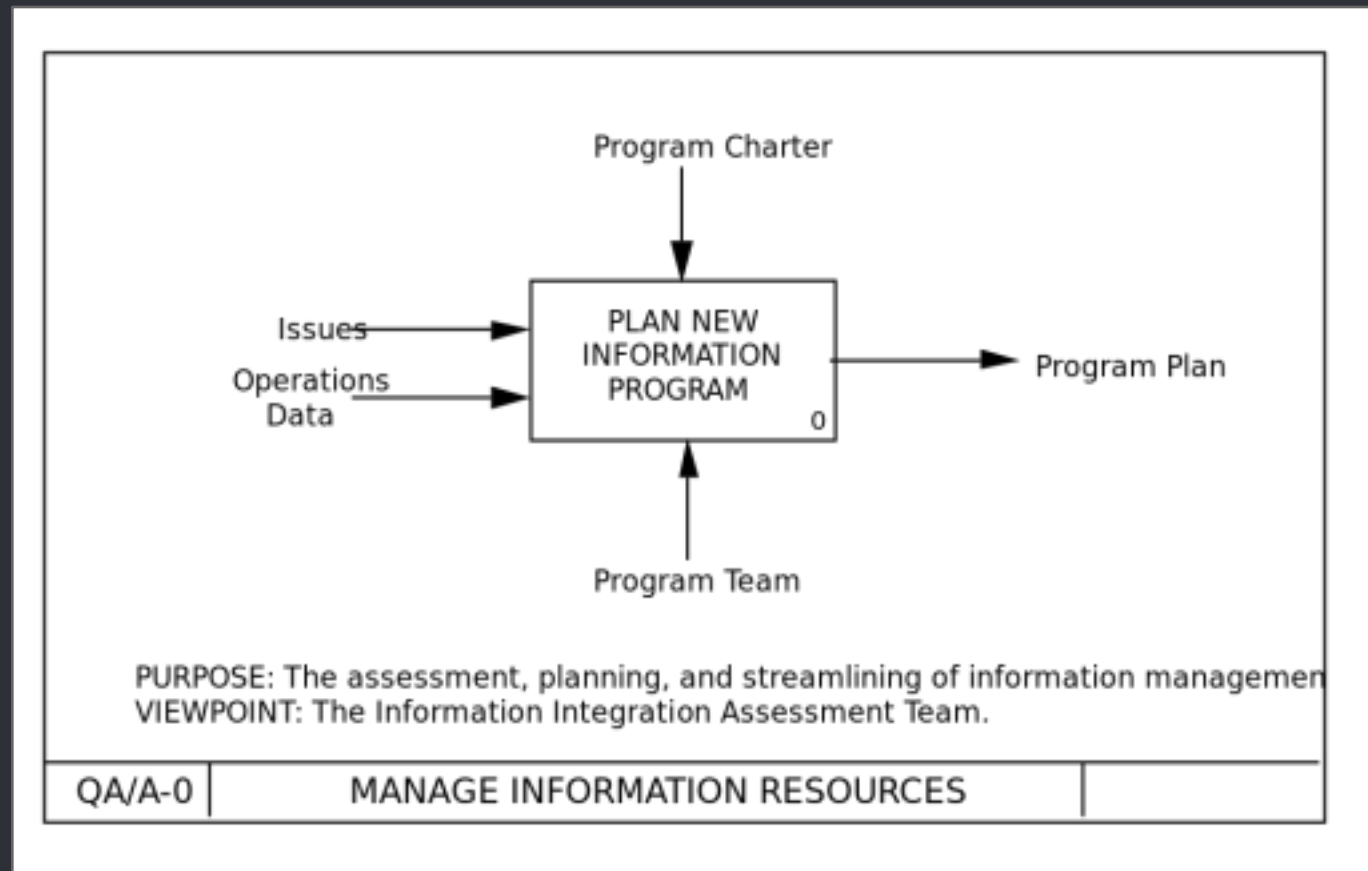 Program Charter
Issues
PLAN NEW
INFORMATION
PROGRAM
0
Operations
Data
Program Plan
Program Team
PURPOSE: The assessment, planning, and streamlining of information managemen
VIEWPOINT: The Information Integration Assessment Team.
QA/A-0
MANAGE INFORMATION RESOURCES